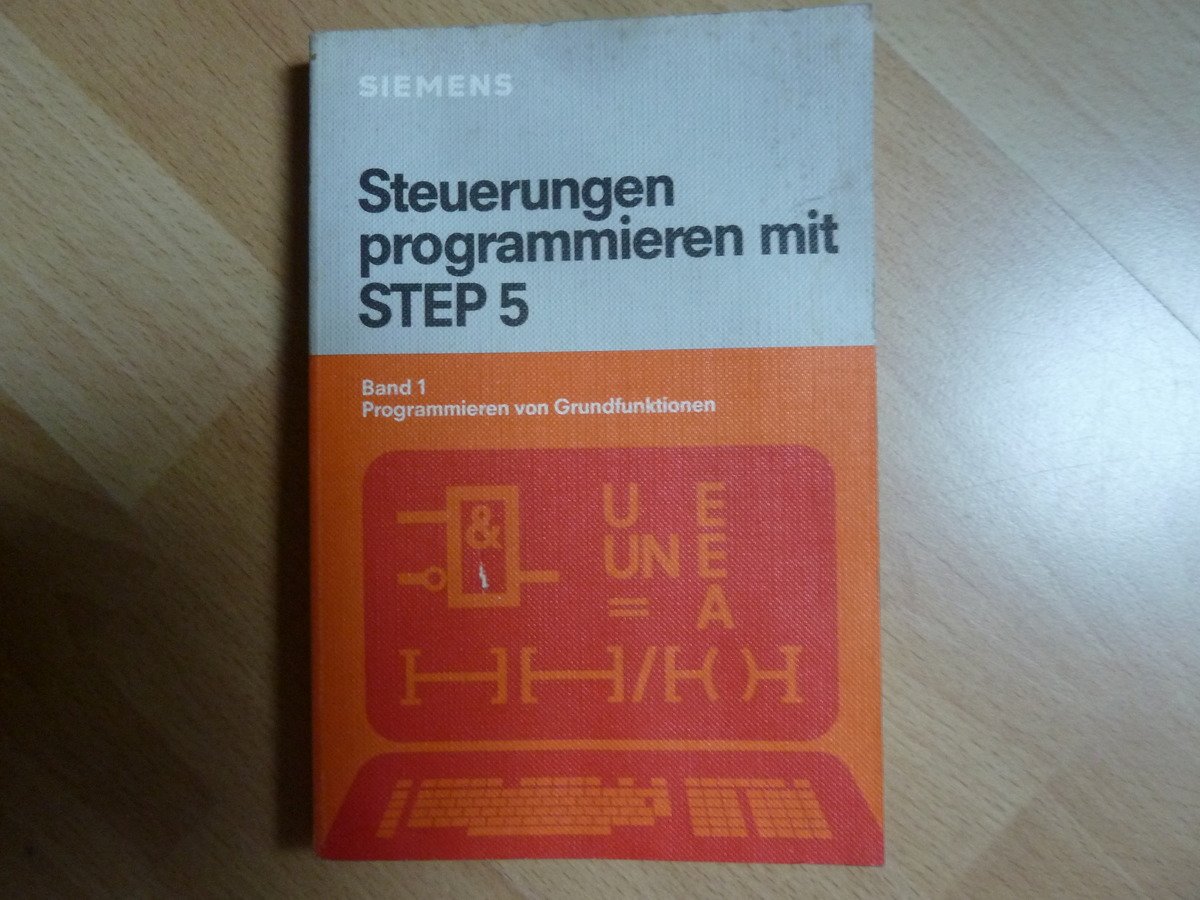 SIEMENS
Steuerungen
programmieren mit
STEP 5
Band 1
Programmieren von Grundfunktionen
&
U E
UN E
= A
] [ ] / [ ( )